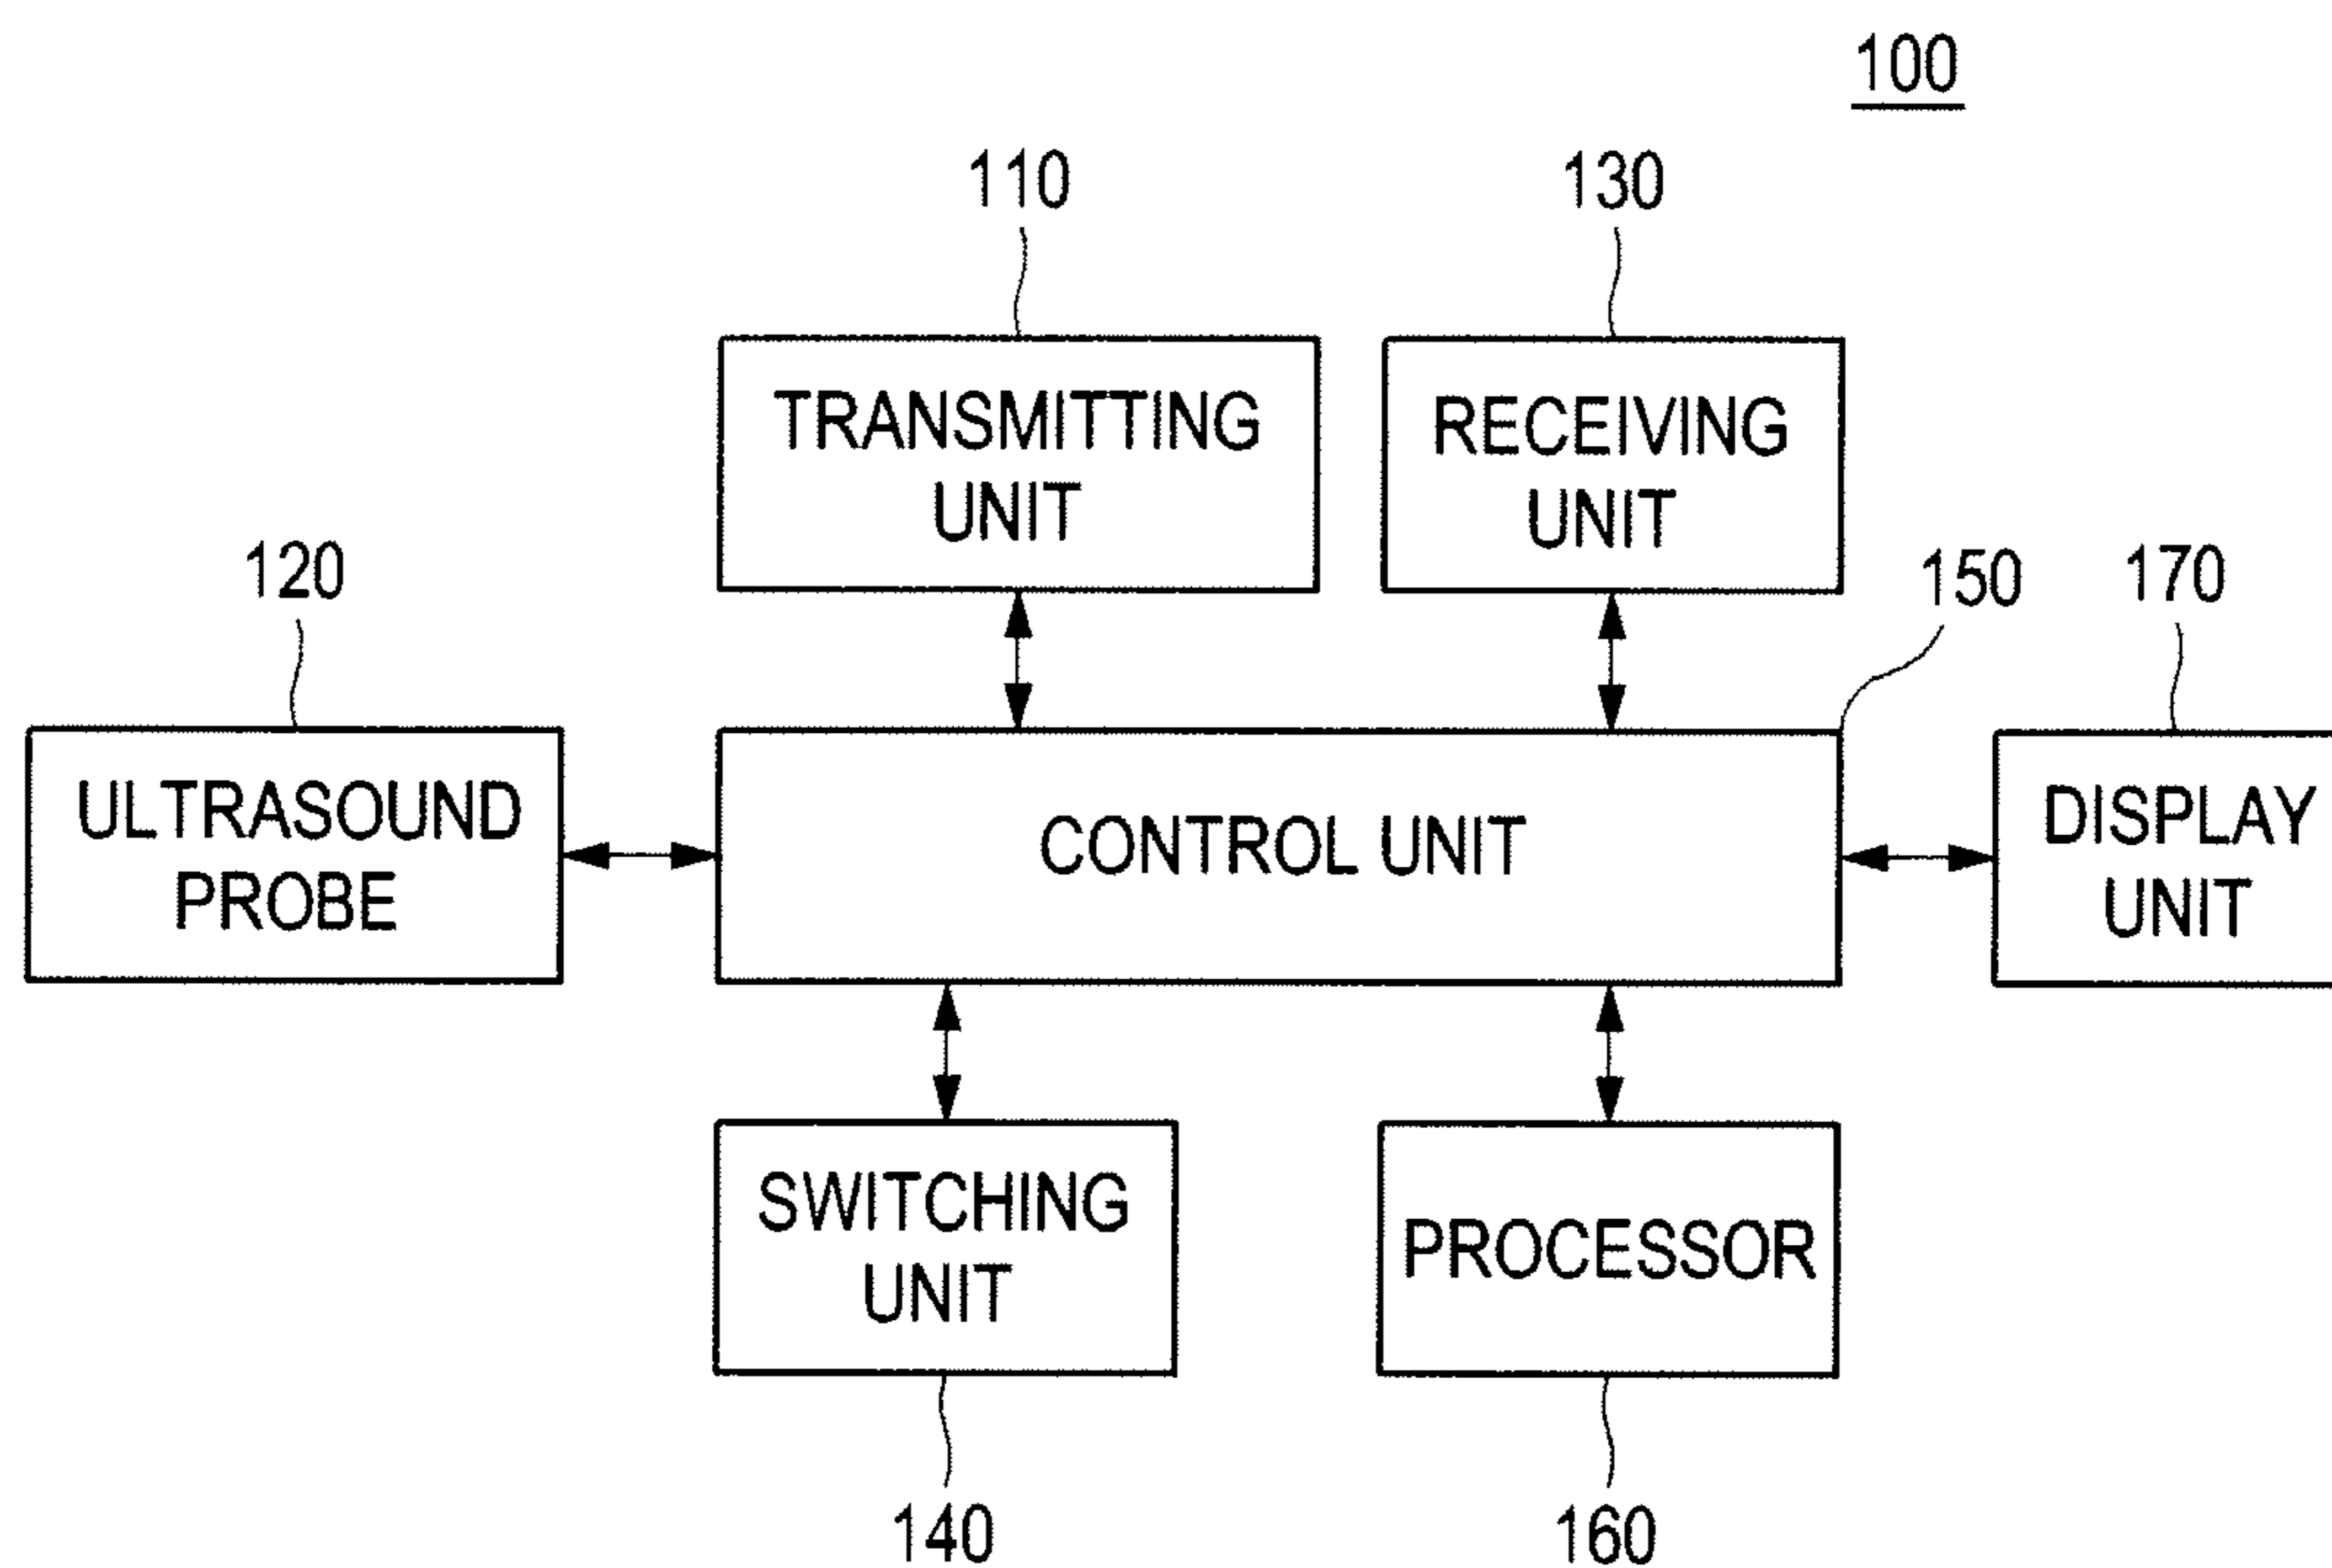 100
110
130
TRANSMITTING
UNIT
RECEIVING
UNIT
120
150
170
ULTRASOUND
PROBE
CONTROL UNIT
DISPLAY
UNIT
SWITCHING
UNIT
PROCESSOR
140
160